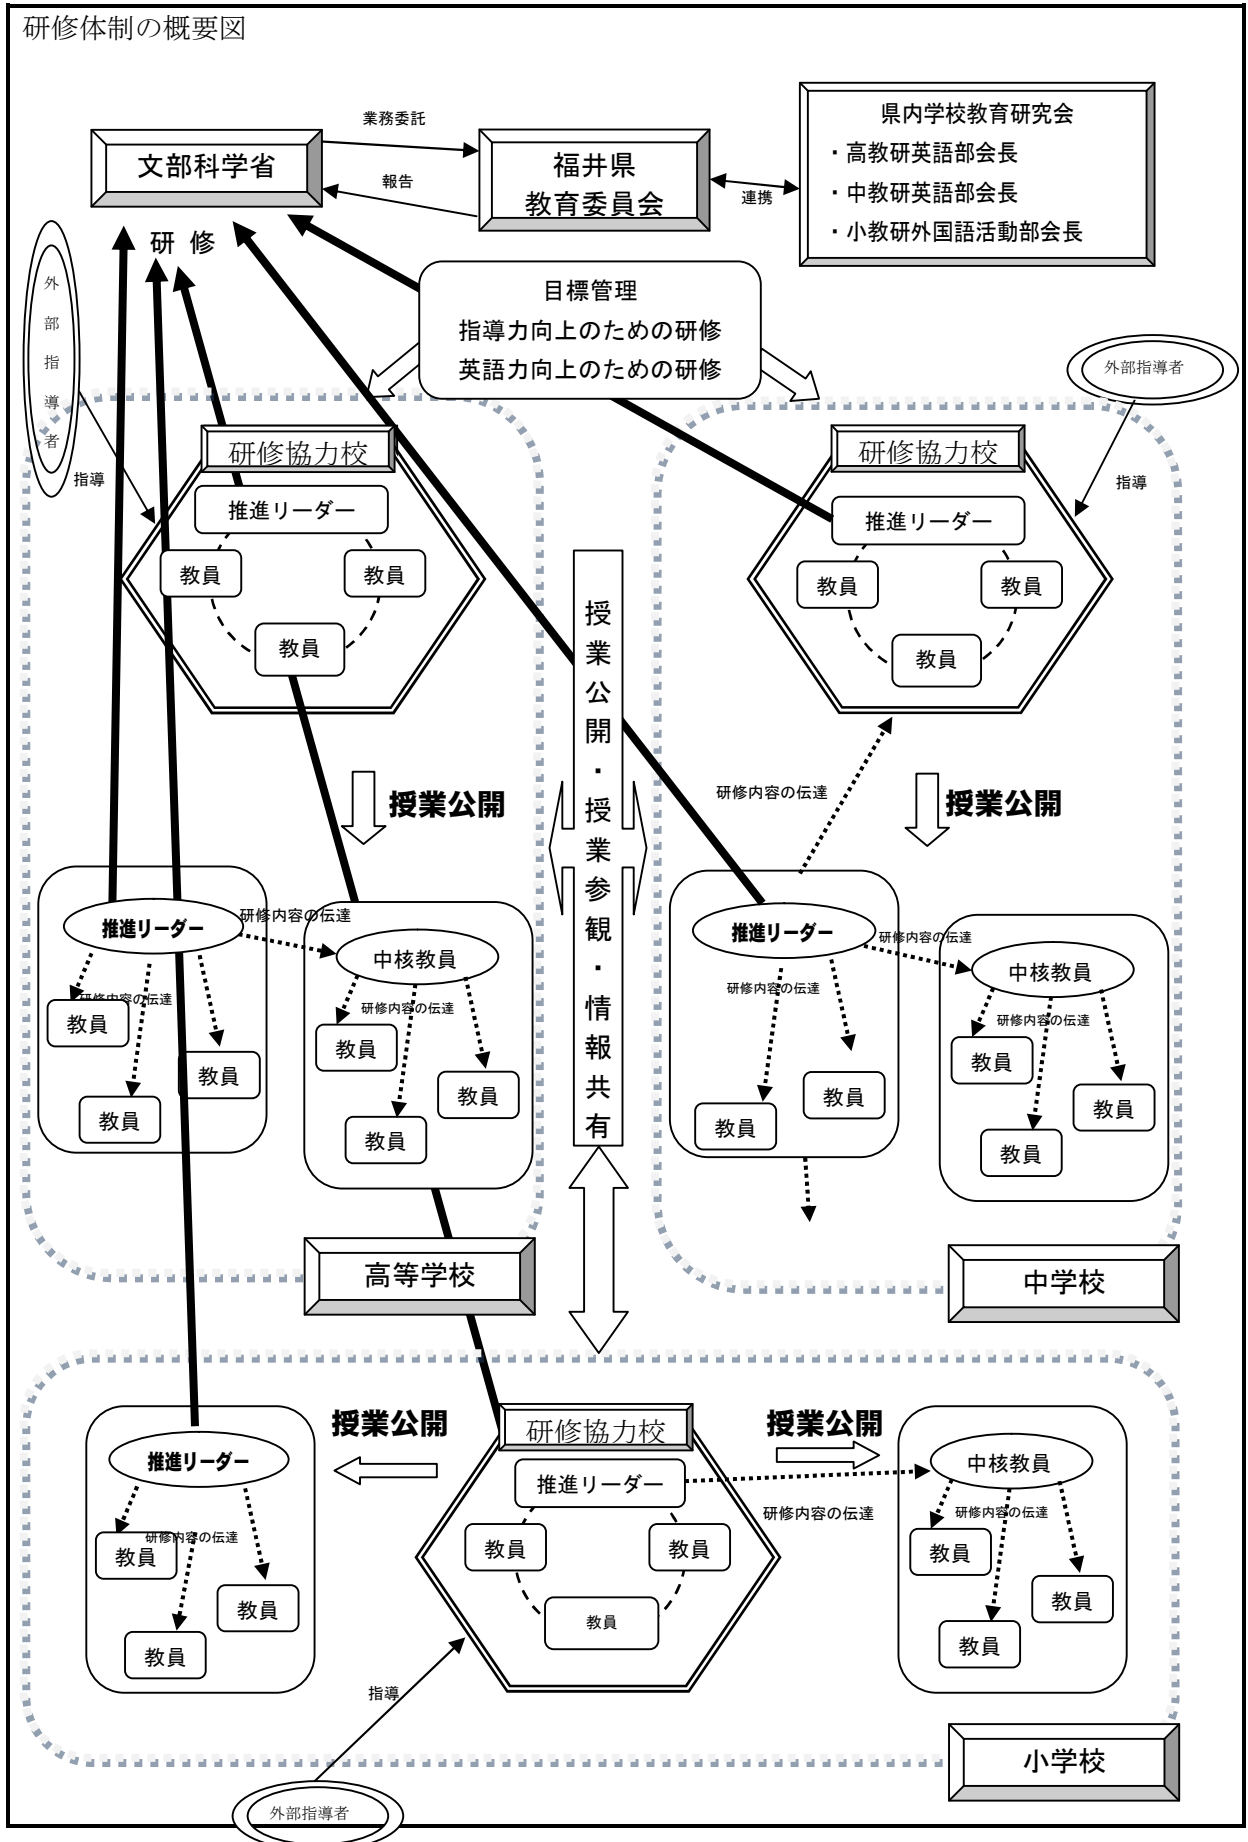 研修体制の概要図
業務委託
文部科学省
福井県
教育委員会
報告
連携
県内学校教育研究会
・高教研英語部会長
・中教研英語部会長
・小教研外国語活動部会長
研 修
外部指導者
目標管理
指導力向上のための研修
英語力向上のための研修
外部指導者
指導
研修協力校
推進リーダー
教員
教員
教員
研修協力校
指導
推進リーダー
教員
教員
教員
授業公開・授業参観・情報共有
授業公開
研修内容の伝達
授業公開
推進リーダー
研修内容の伝達
研修内容の伝達
教員
教員
教員
中核教員
研修内容の伝達
教員
教員
教員
推進リーダー
研修内容の伝達
研修内容の伝達
教員
教員
中核教員
研修内容の伝達
教員
教員
教員
高等学校
中学校
推進リーダー
研修内容の伝達
教員
教員
教員
授業公開
研修協力校
推進リーダー
教員
教員
教員
授業公開
研修内容の伝達
中核教員
研修内容の伝達
教員
教員
教員
指導
外部指導者
小学校